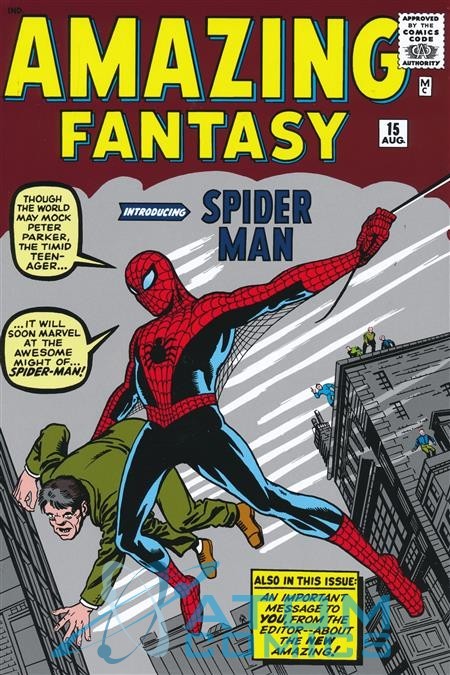 IND.
AMAZING
FANTASY
APPROVED
BY THE
COMICS
CODE
AUTHORITY
M
C
15
AUG.
INTRODUCING
SPIDER
MAN
THOUGH
THE WORLD
MAY MOCK
PETER
PARKER,
THE TIMID
TEEN-
AGER...
...IT WILL
SOON MARVEL
AT THE
AWESOME
MIGHT OF...
SPIDER-MAN!
ALSO IN THIS ISSUE:
AN IMPORTANT
MESSAGE TO
YOU, FROM THE
EDITOR--ABOUT
THE NEW
AMAZING!
ATOM
COMICS